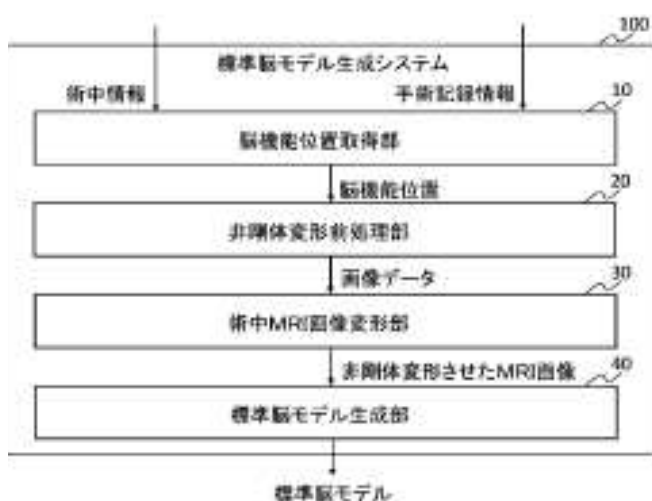 100
標準脳モデル生成システム
術中情報
手術記録情報
10
脳機能位置取得部
脳機能位置
20
非剛体変形前処理部
画像データ
30
術中MRI画像変形部
非剛体変形させたMRI画像
40
標準脳モデル生成部
標準脳モデル